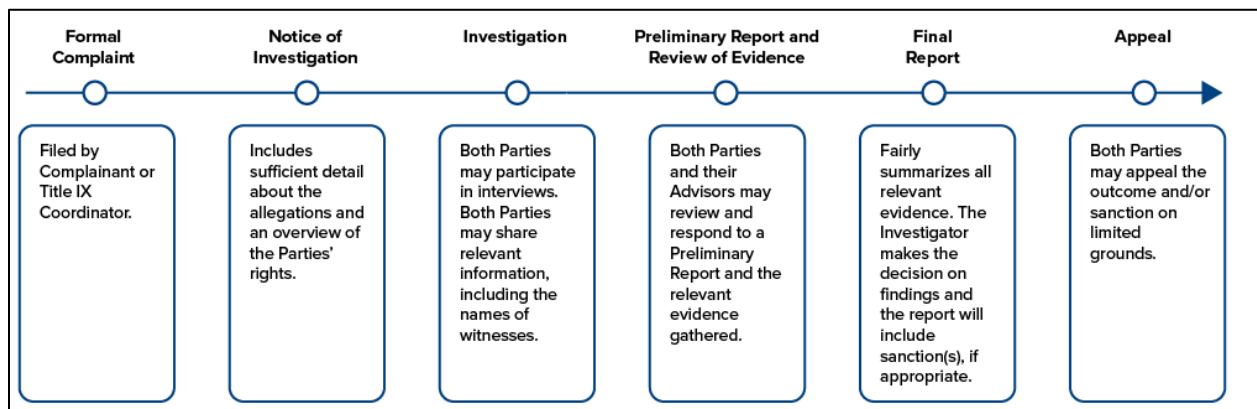 Formal
Complaint
Notice of
Investigation
Investigation
Preliminary Report and
Review of Evidence
Final
Report
Appeal
Filed by
Complainant or
Title IX
Coordinator.
Includes
sufficient detail
about the
allegations and
an overview of
the Parties'
rights.
Both Parties
may participate
in interviews.
Both Parties
may share
relevant
information,
including the
names of
witnesses.
Both Parties
and their
Advisors may
review and
respond to a
Preliminary
Report and the
relevant
evidence
gathered.
Fairly
summarizes all
relevant
evidence. The
Investigator
makes the
decision on
findings and
the report will
include
sanction(s), if
appropriate.
Both Parties
may appeal the
outcome and/or
sanction on
limited
grounds.